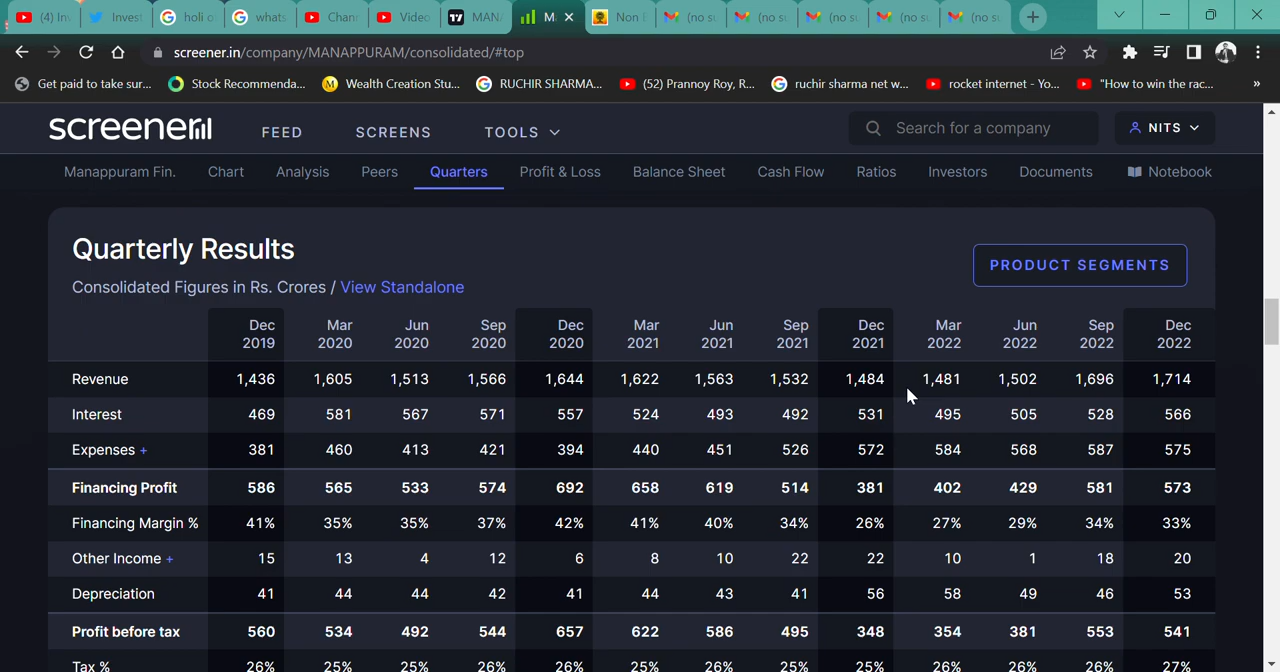 (4) In
Invest
holi o
whats
Chann
Video
MAN
M
Non
(no su
(no su
(no su
(no su
(no su
screener.in/company/MANAPPURAM/consolidated/#top
Get paid to take sur... Stock Recommenda... Wealth Creation Stu... RUCHIR SHARMA... (52) Prannoy Roy, R... ruchir sharma net w... rocket internet - Yo... "How to win the rac... »
screener FEED SCREENS TOOLS Search for a company NITS
Manappuram Fin. Chart Analysis Peers Quarters Profit & Loss Balance Sheet Cash Flow Ratios Investors Documents Notebook
Quarterly Results
PRODUCT SEGMENTS
Consolidated Figures in Rs. Crores / View Standalone
Dec 2019 Mar 2020 Jun 2020 Sep 2020 Dec 2020 Mar 2021 Jun 2021 Sep 2021 Dec 2021 Mar 2022 Jun 2022 Sep 2022 Dec 2022
Revenue 1,436 1,605 1,513 1,566 1,644 1,622 1,563 1,532 1,484 1,481 1,502 1,696 1,714
Interest 469 581 567 571 557 524 493 492 531 495 505 528 566
Expenses + 381 460 413 421 394 440 451 526 572 584 568 587 575
Financing Profit 586 565 533 574 692 658 619 514 381 402 429 581 573
Financing Margin % 41% 35% 35% 37% 42% 41% 40% 34% 26% 27% 29% 34% 33%
Other Income + 15 13 4 12 6 8 10 22 22 10 1 18 20
Depreciation 41 44 44 42 41 44 43 41 56 58 49 46 53
Profit before tax 560 534 492 544 657 622 586 495 348 354 381 553 541
Tax % 26% 25% 25% 26% 26% 25% 26% 25% 25% 26% 26% 26% 27%